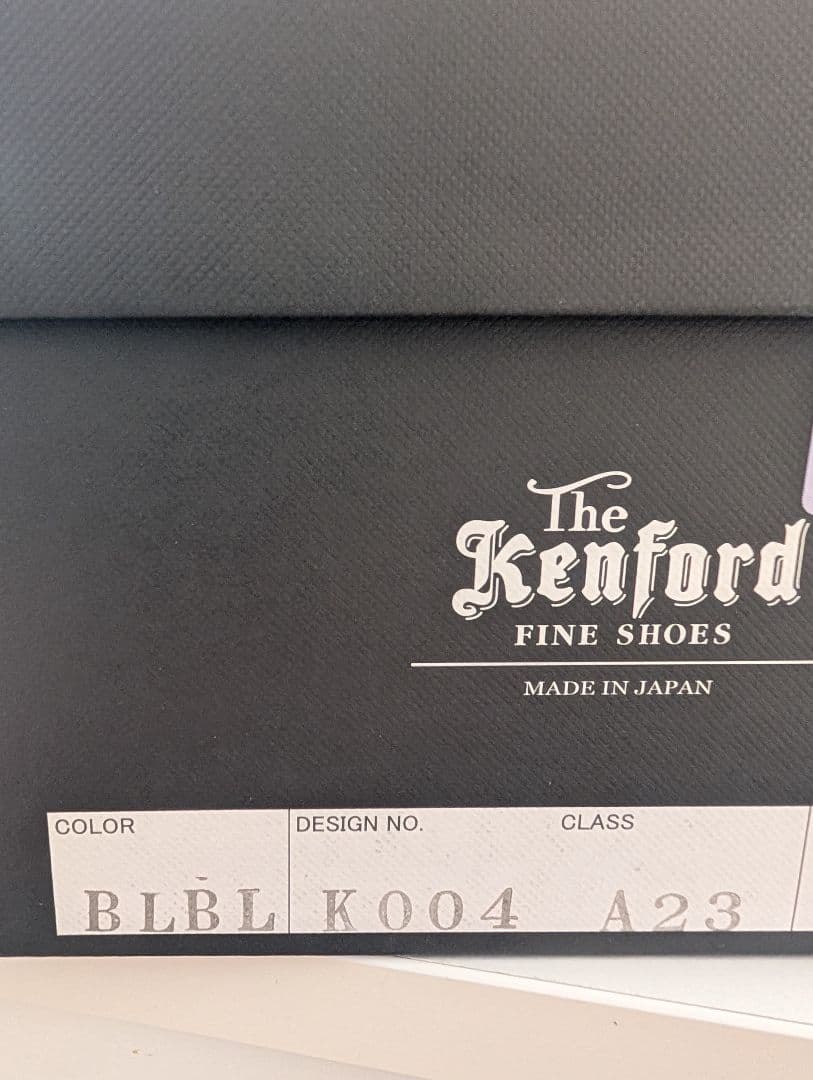 The
Kenford
FINE SHOES
MADE IN JAPAN
COLOR DESIGN NO. CLASS
BLBL K004 A23